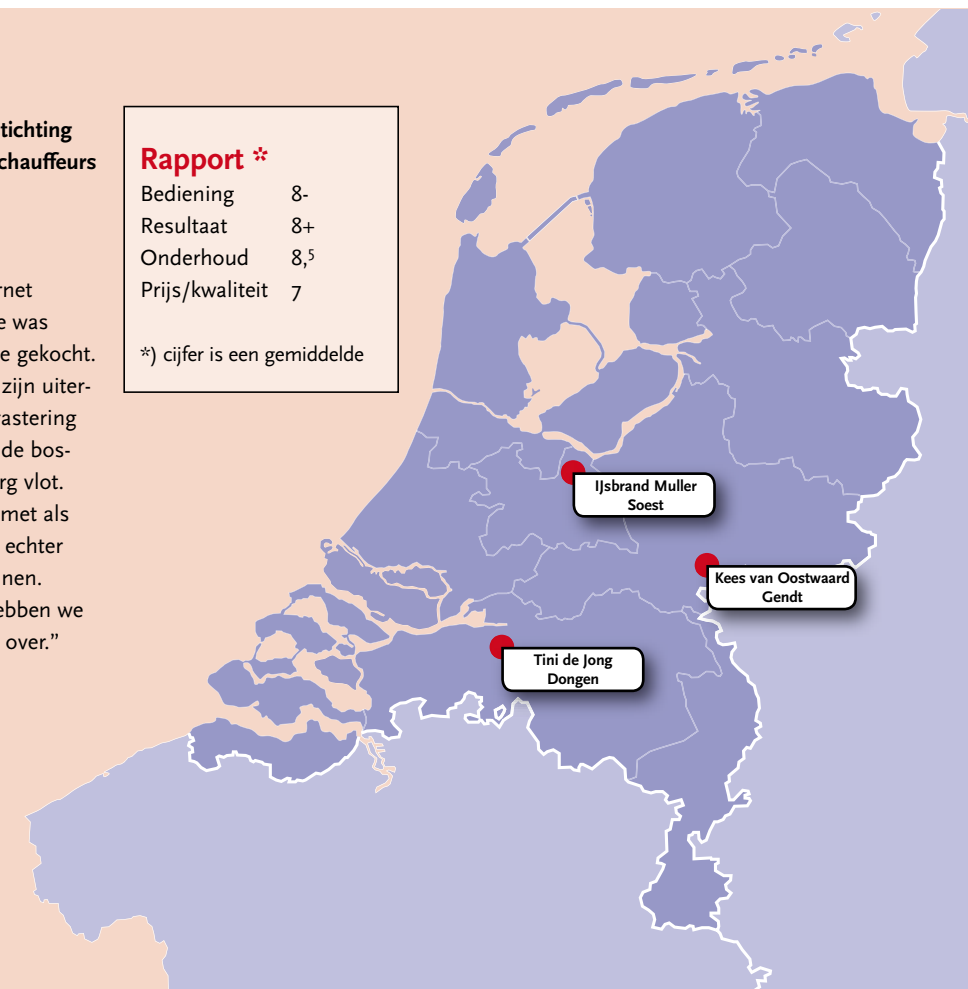 tichting
chauffeurs
rnet
e was
e gekocht.
zijn uiter-
rastering
de bos-
rg vlot.
met als
echter
nen.
ebben we
over.”
Rapport *
Bediening 8-
Resultaat 8+
Onderhoud 8,⁵
Prijs/kwaliteit 7
*) cijfer is een gemiddelde
IJsbrand Muller
Soest
Kees van Oostwaard
Gendt
Tini de Jong
Dongen